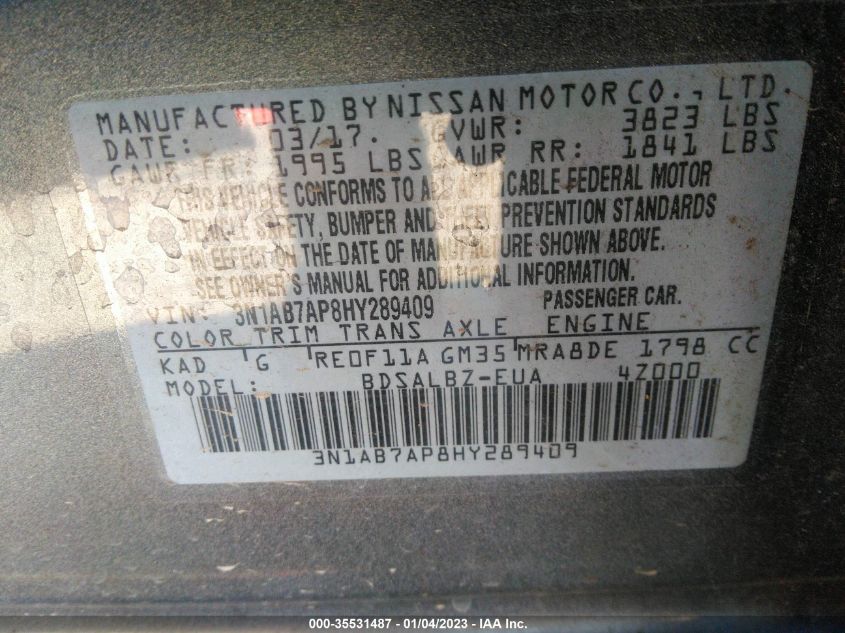 MANUFACTURED BY NISSAN MOTOR CO., LTD.
DATE: 03/17. GVWR: 3823 LBS
GAWR FR: 1995 LBS GAWR RR: 1841 LBS
THIS VEHICLE CONFORMS TO ALL APPLICABLE FEDERAL MOTOR
VEHICLE SAFETY, BUMPER AND THEFT PREVENTION STANDARDS
IN EFFECT ON THE DATE OF MANUFACTURE SHOWN ABOVE.
SEE OWNER'S MANUAL FOR ADDITIONAL INFORMATION.
VIN: 3N1AB7AP8HY289409 PASSENGER CAR.
COLOR TRIM TRANS AXLE ENGINE
KAD G RE0F11A GM35 MRA8DE 1798 CC
MODEL: BDSALBZ-EUA 4Z000
3N1AB7AP8HY289409
000-35531487 - 01/04/2023 - IAA Inc.